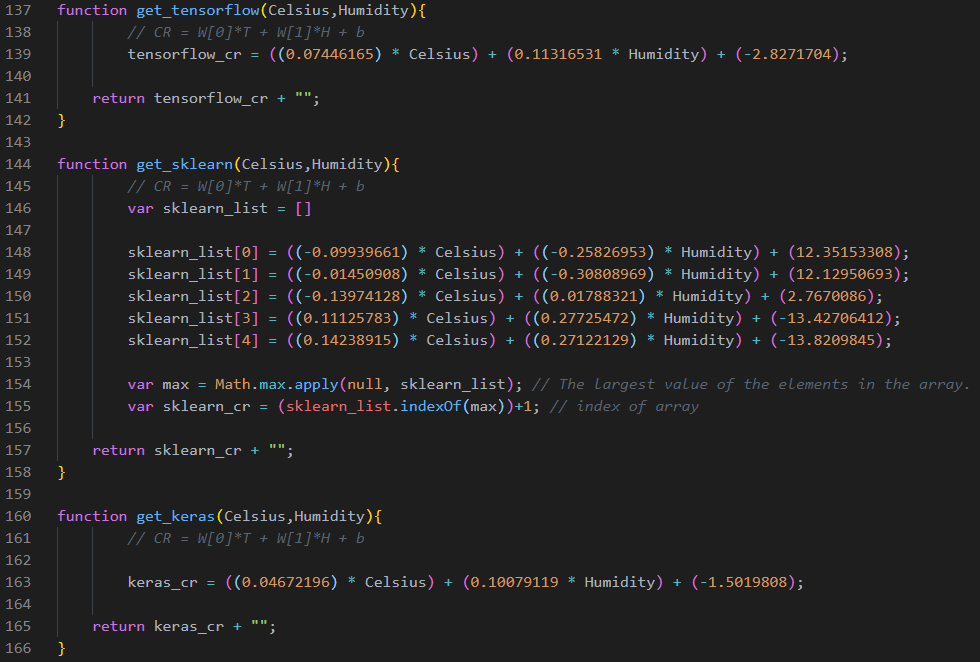 137 function get_tensorflow(Celsius,Humidity){
138 // CR = W[0]*T + W[1]*H + b
139 tensorflow_cr = ((0.07446165) * Celsius) + (0.11316531 * Humidity) + (-2.8271704);
140
141 return tensorflow_cr + "";
142 }
143
144 function get_sklearn(Celsius,Humidity){
145 // CR = W[0]*T + W[1]*H + b
146 var sklearn_list = []
147
148 sklearn_list[0] = ((-0.09939661) * Celsius) + ((-0.25826953) * Humidity) + (12.35153308);
149 sklearn_list[1] = ((-0.01450908) * Celsius) + ((-0.30808969) * Humidity) + (12.12950693);
150 sklearn_list[2] = ((-0.13974128) * Celsius) + ((0.01788321) * Humidity) + (2.7670086);
151 sklearn_list[3] = ((0.11125783) * Celsius) + ((0.27725472) * Humidity) + (-13.42706412);
152 sklearn_list[4] = ((0.14238915) * Celsius) + ((0.27122129) * Humidity) + (-13.8209845);
153
154 var max = Math.max.apply(null, sklearn_list); // The largest value of the elements in the array.
155 var sklearn_cr = (sklearn_list.indexOf(max))+1; // index of array
156
157 return sklearn_cr + "";
158 }
159
160 function get_keras(Celsius,Humidity){
161 // CR = W[0]*T + W[1]*H + b
162
163 keras_cr = ((0.04672196) * Celsius) + (0.10079119 * Humidity) + (-1.5019808);
164
165 return keras_cr + "";
166 }